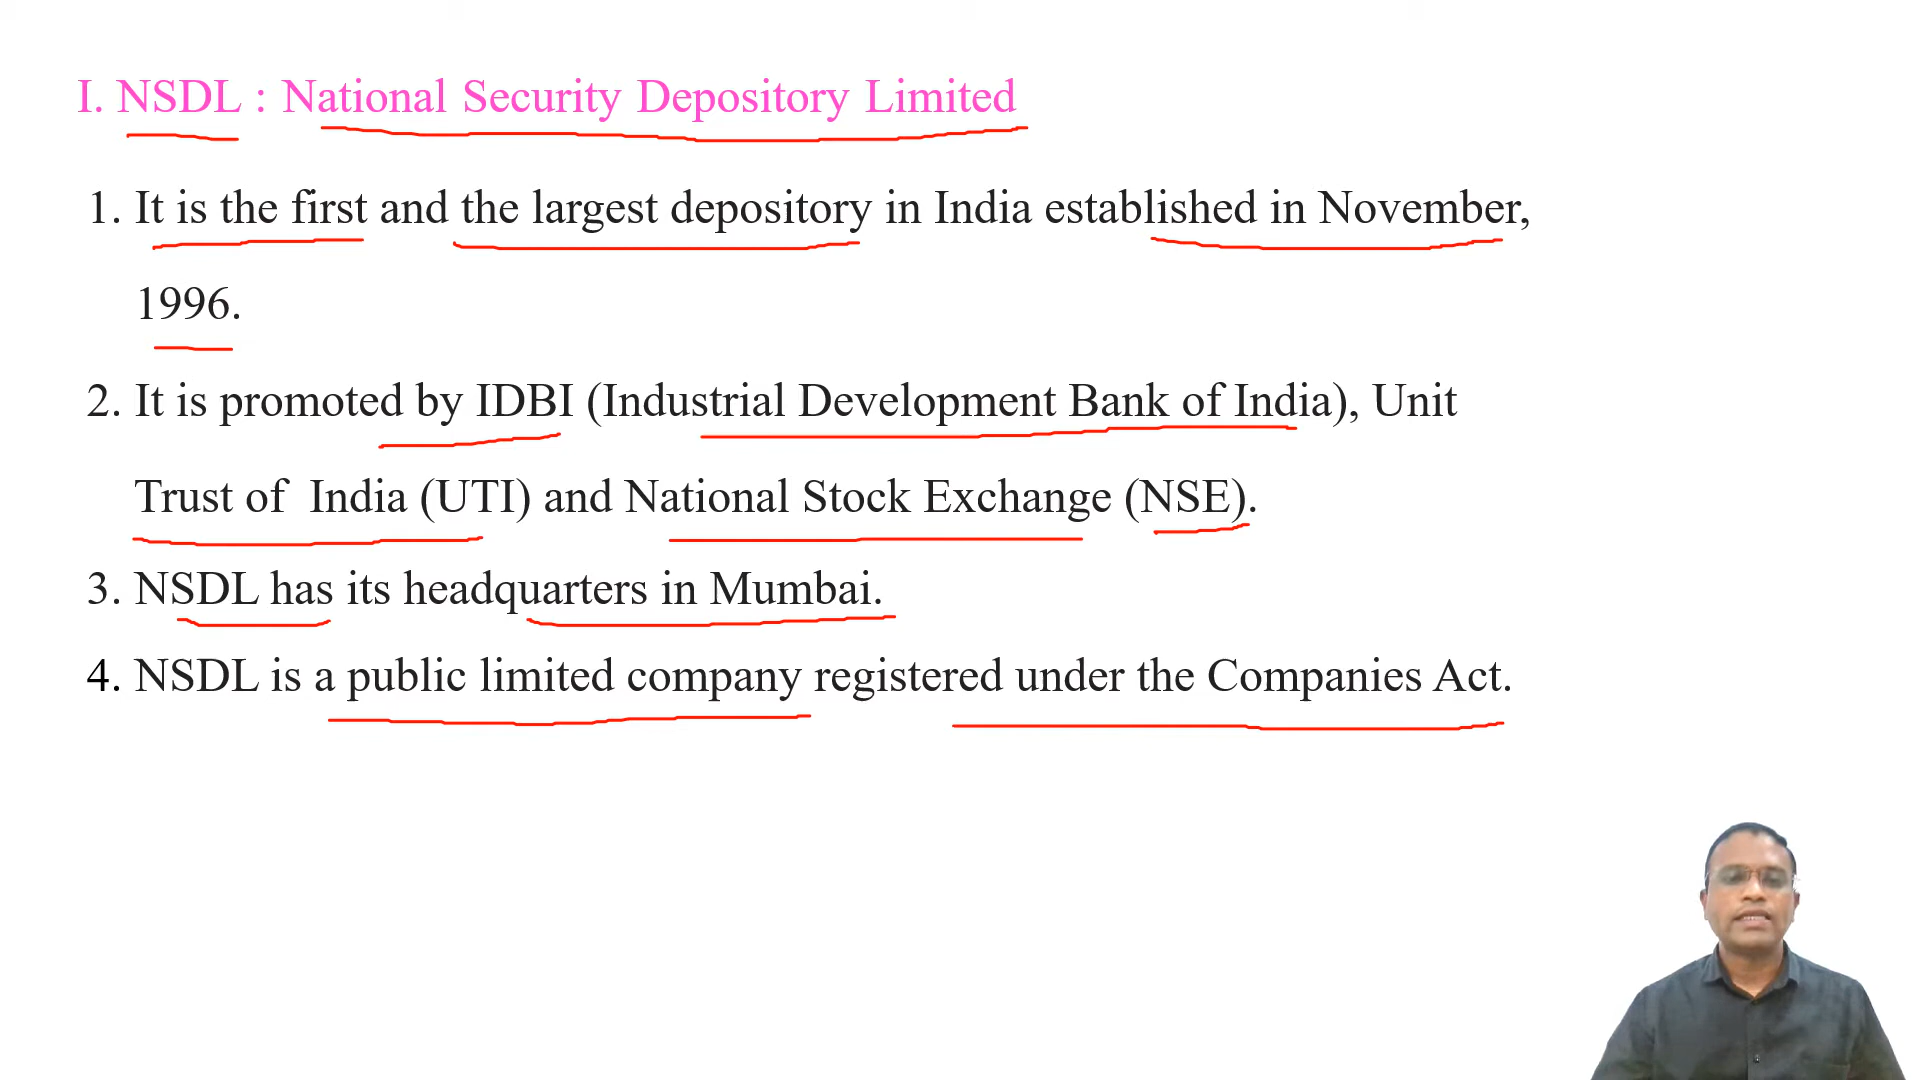 I. NSDL : National Security Depository Limited
1. It is the first and the largest depository in India established in November,
1996.
2. It is promoted by IDBI (Industrial Development Bank of India), Unit
Trust of India (UTI) and National Stock Exchange (NSE).
3. NSDL has its headquarters in Mumbai.
4. NSDL is a public limited company registered under the Companies Act.